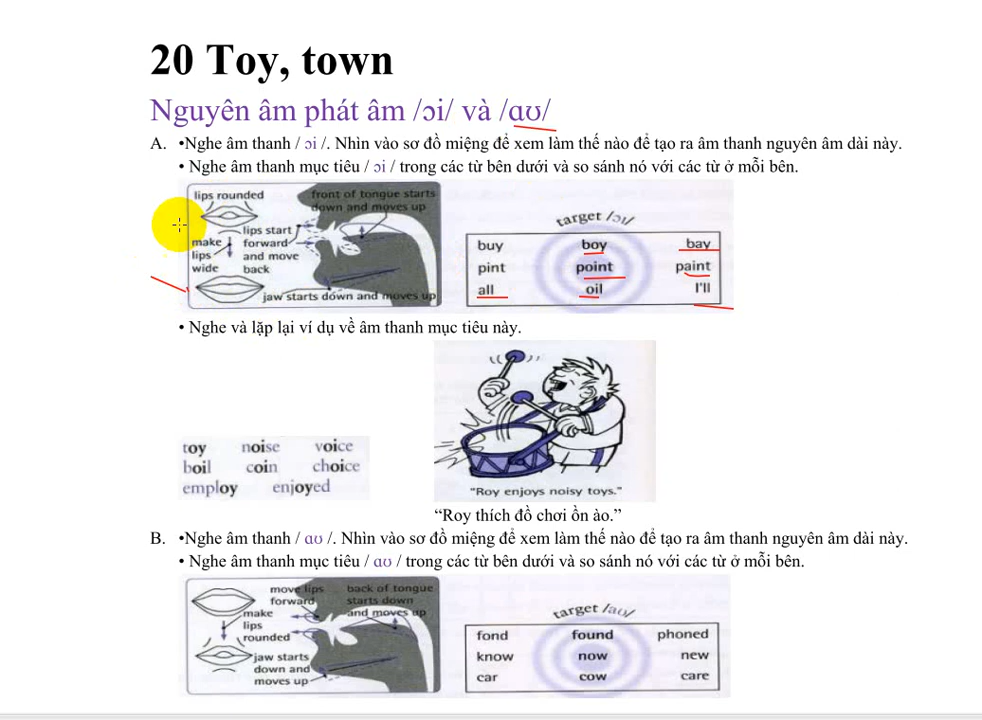 20 Toy, town
Nguyên âm phát âm /ɔi/ và /ɑʊ/
A. •Nghe âm thanh / ɔi /. Nhìn vào sơ đồ miệng để xem làm thế nào để tạo ra âm thanh nguyên âm dài này.
• Nghe âm thanh mục tiêu / ɔi / trong các từ bên dưới và so sánh nó với các từ ở mỗi bên.
lips rounded
front of tongue starts
down and moves up
lips start
forward
and move
back
make
lips
wide
jaw starts down and moves up
target /ɔɪ/
buy boy bay
pint point paint
all oil I'll
• Nghe và lặp lại ví dụ về âm thanh mục tiêu này.
toy noise voice
boil coin choice
employ enjoyed
"Roy enjoys noisy toys."
“Roy thích đồ chơi ồn ào.”
B. •Nghe âm thanh / ɑʊ /. Nhìn vào sơ đồ miệng để xem làm thế nào để tạo ra âm thanh nguyên âm dài này.
• Nghe âm thanh mục tiêu / ɑʊ / trong các từ bên dưới và so sánh nó với các từ ở mỗi bên.
move lips
forward
back of tongue
starts down
and moves up
make
lips
rounded
jaw starts
down and
moves up
target /aʊ/
fond found phoned
know now new
car cow care